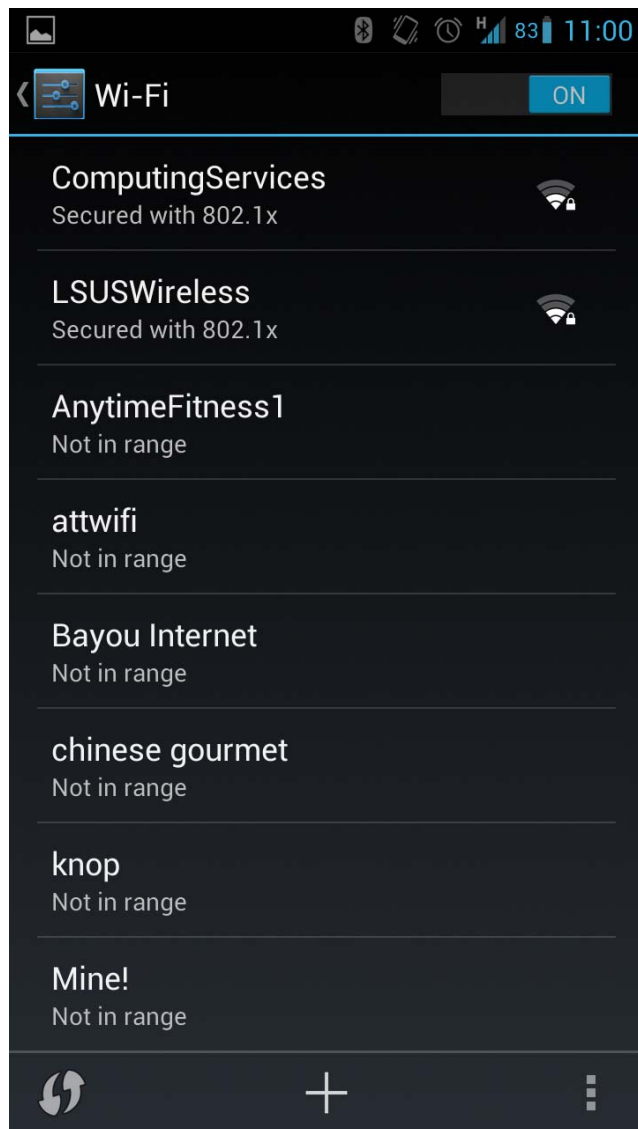 H 83 11:00
Wi-Fi ON
ComputingServices
Secured with 802.1x
LSUSWireless
Secured with 802.1x
AnytimeFitness1
Not in range
attwifi
Not in range
Bayou Internet
Not in range
chinese gourmet
Not in range
knop
Not in range
Mine!
Not in range